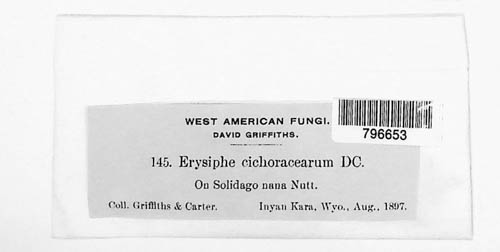 WEST AMERICAN FUNGI.
DAVID GRIFFITHS.
796653
145. Erysiphe cichoracearum DC.
On Solidago nana Nutt.
Coll. Griffiths & Carter. Inyan Kara, Wyo., Aug., 1897.